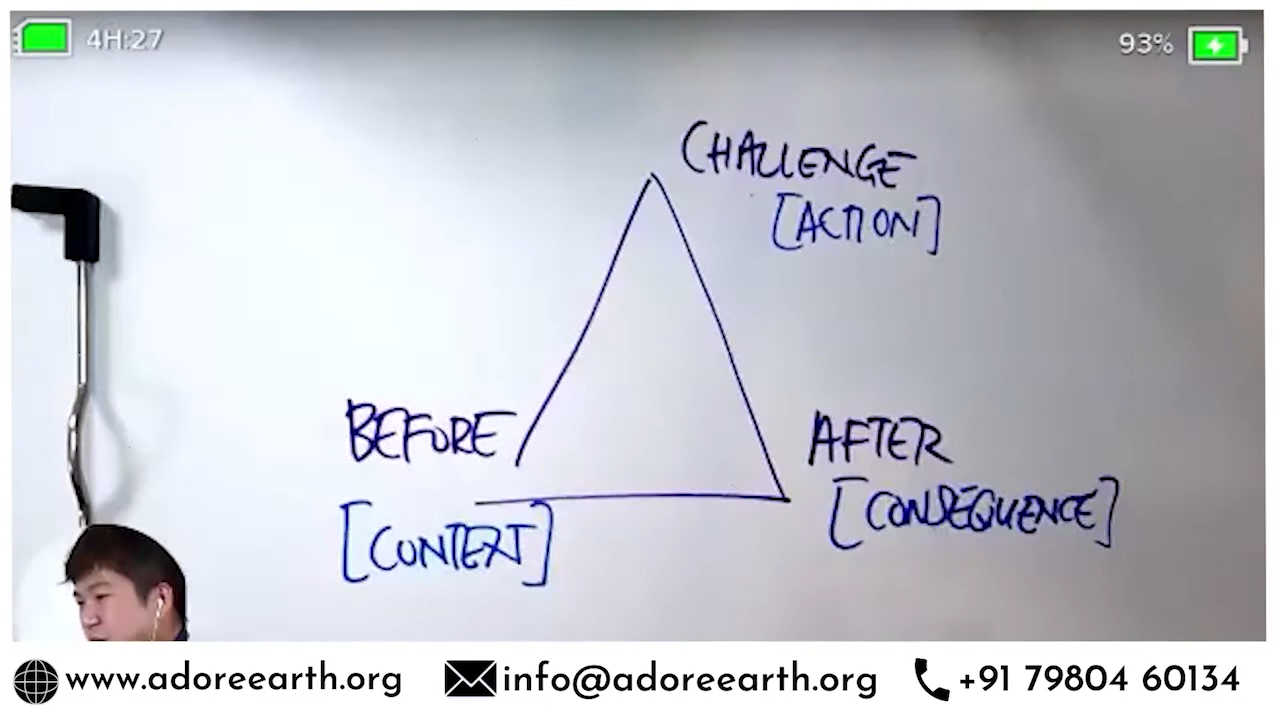 4H:27
93%
CHALLENGE
[ACTION]
BEFORE
[CONTEXT]
AFTER
[CONSEQUENCE]
www.adoreearth.org
info@adoreearth.org
+91 79804 60134